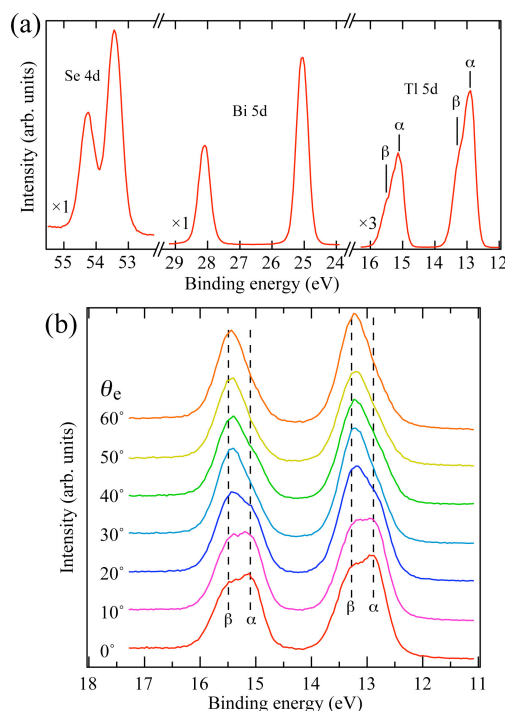 (a)
Se 4d
Bi 5d
Tl 5d
α
β
α
β
×1
×1
×3
Intensity (arb. units)
55 54 53 29 28 27 26 25 24 16 15 14 13 12
Binding energy (eV)
(b)
θe
60°
50°
40°
30°
20°
10°
0°
β α
β α
Intensity (arb. units)
18 17 16 15 14 13 12 11
Binding energy (eV)